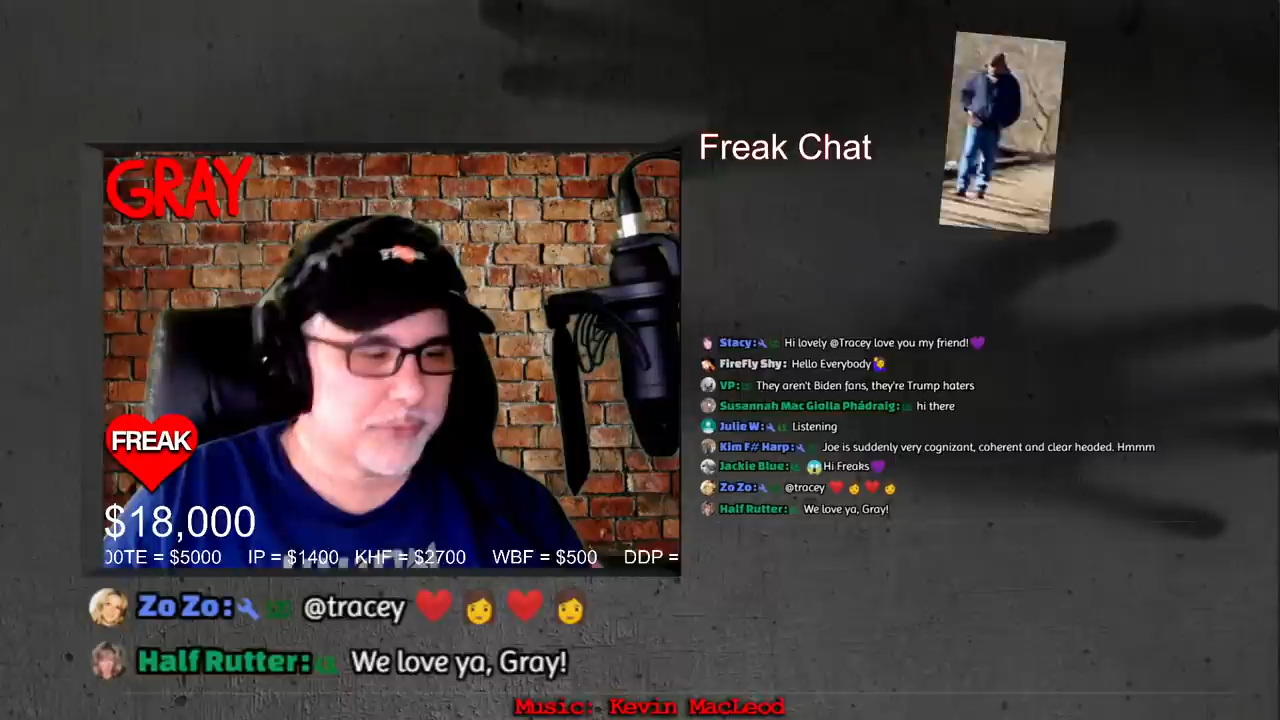 GRAY
FREAK
$18,000
00TE = $5000 IP = $1400 KHF = $2700 WBF = $500 DDP =
Freak Chat
Stacy: Hi lovely @Tracey love you my friend!💜
FireFly Shy: Hello Everybody🙋‍♀️
VP: They aren't Biden fans, they're Trump haters
Susannah Mac Giolla Phádraig: hi there
Julie W: Listening
Kim F# Harp: Joe is suddenly very cognizant, coherent and clear headed. Hmmm
Jackie Blue: 😱Hi Freaks💜
Zo Zo: @tracey ❤️ 👩 ❤️ 👩
Half Rutter: We love ya, Gray!
Zo Zo: @tracey ❤️ 👩 ❤️ 👩
Half Rutter: We love ya, Gray!
Music: Kevin MacLeod